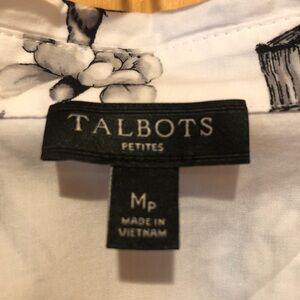 TALBOTS
PETITES
MP
MADE IN
VIETNAM